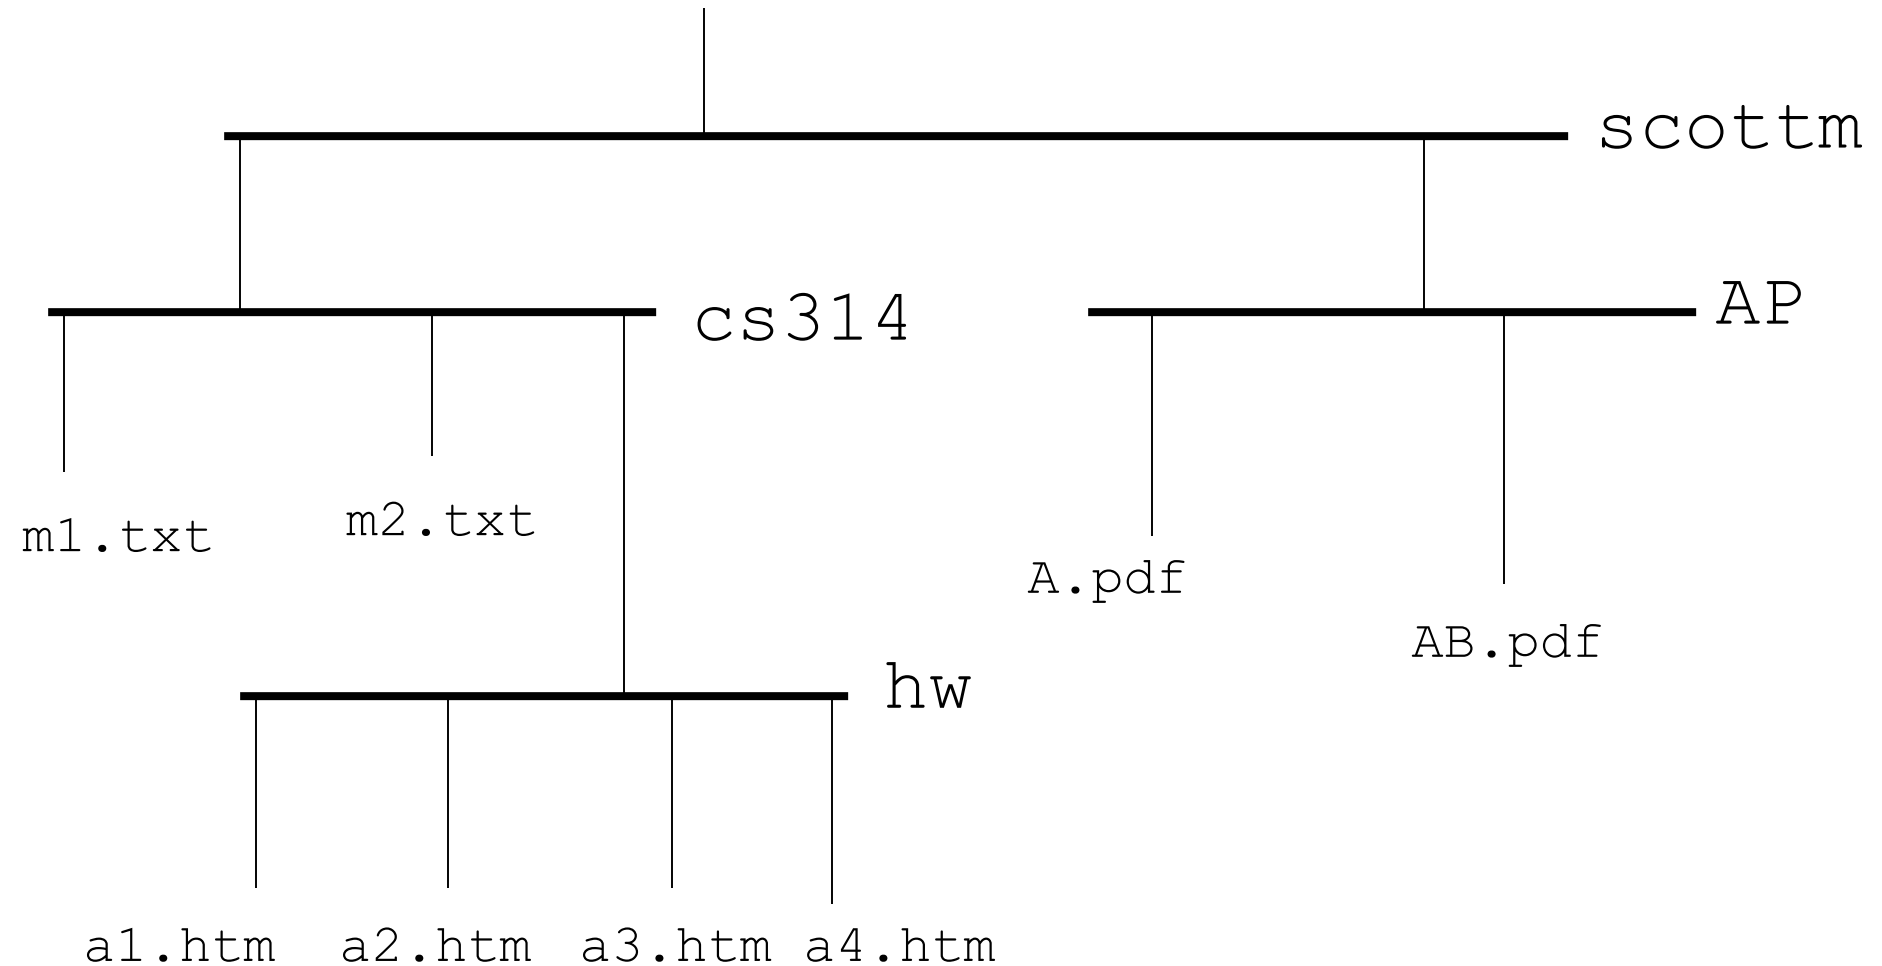 scottm
cs314
AP
m1.txt
m2.txt
A.pdf
AB.pdf
hw
a1.htm
a2.htm
a3.htm
a4.htm